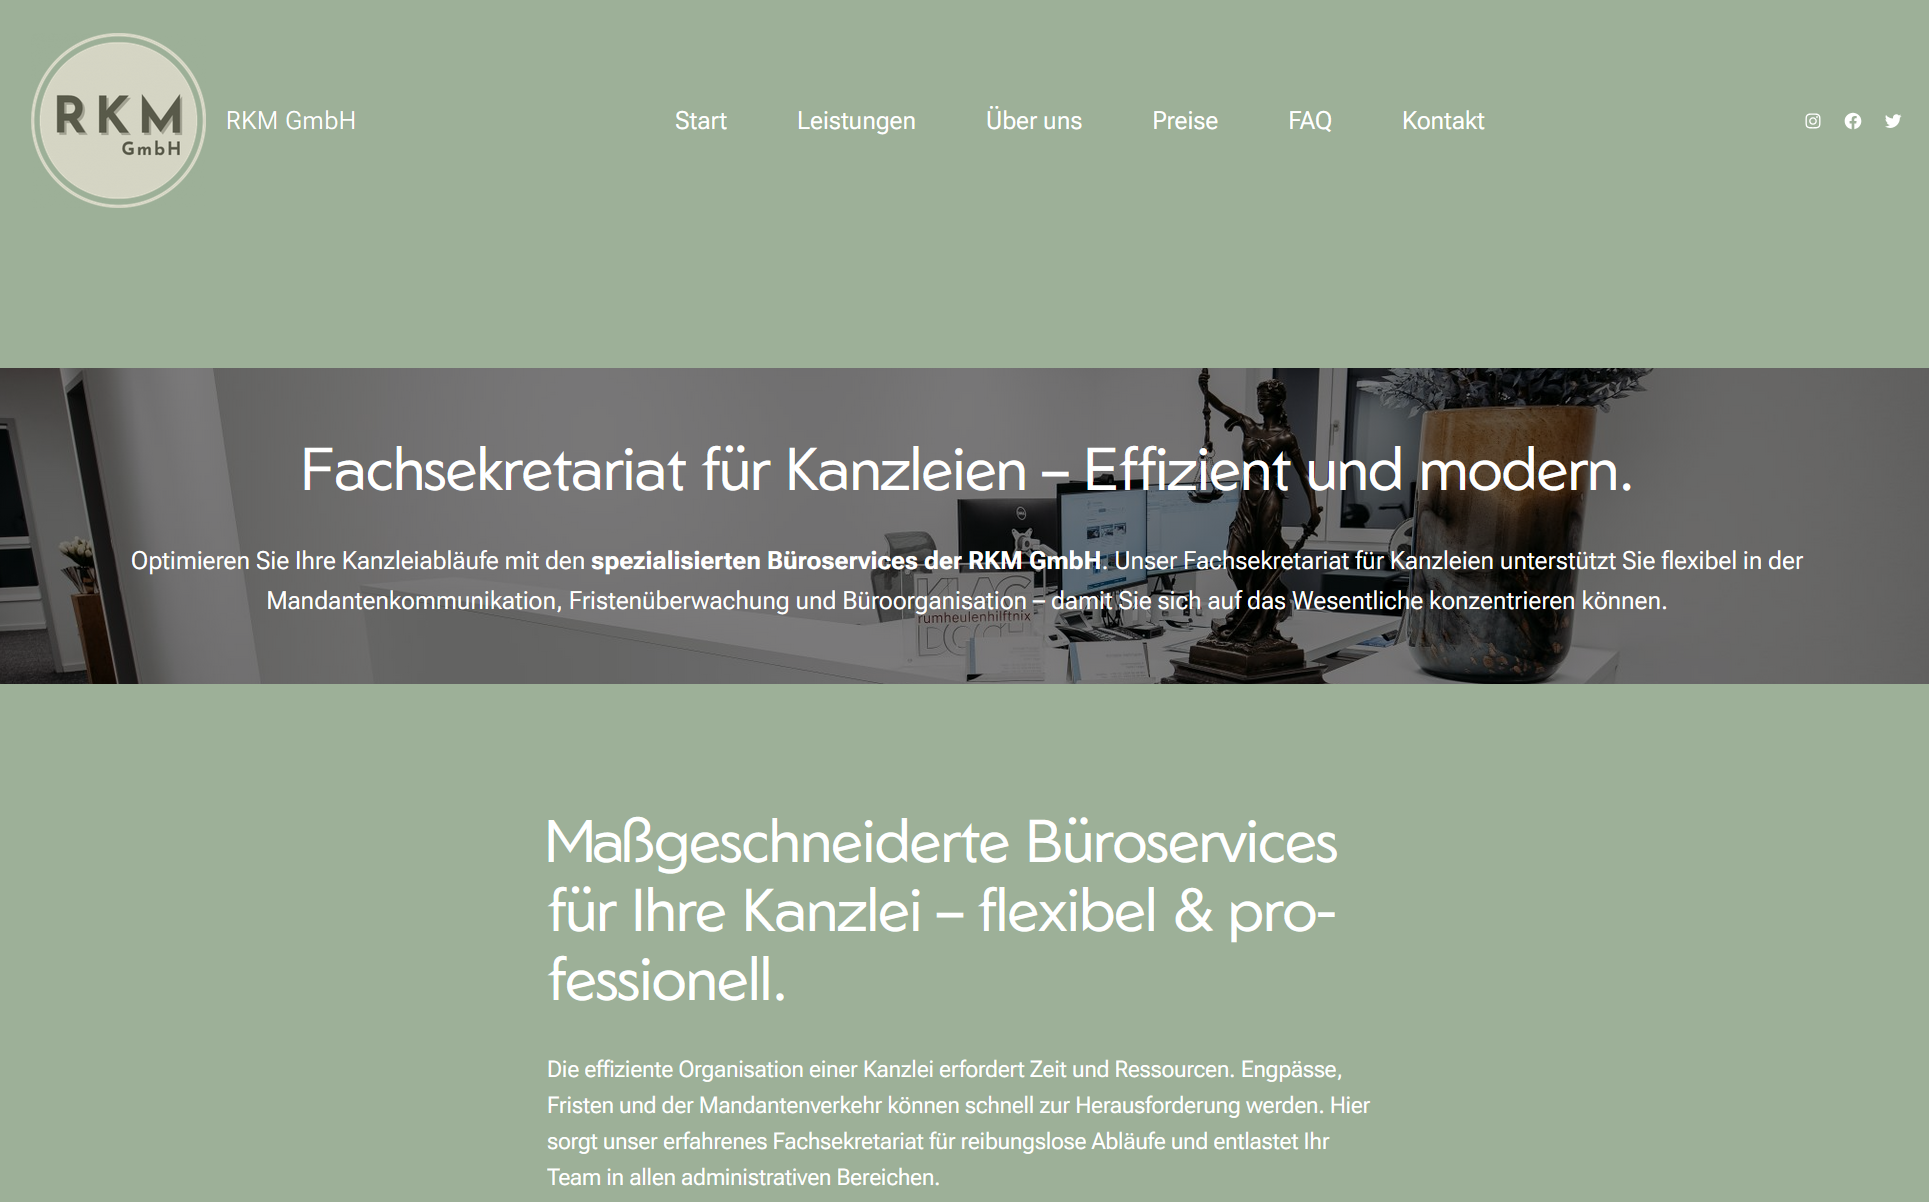 RKM
GmbH
RKM GmbH
Start
Leistungen
Über uns
Preise
FAQ
Kontakt
Fachsekretariat für Kanzleien – Effizient und modern.
Optimieren Sie Ihre Kanzleiabläufe mit den spezialisierten Büroservices der RKM GmbH. Unser Fachsekretariat für Kanzleien unterstützt Sie flexibel in der
Mandantenkommunikation, Fristenüberwachung und Büroorganisation – damit Sie sich auf das Wesentliche konzentrieren können.
KLAG
rumheulenhilftnix
DOCH
Maßgeschneiderte Büroservices
für Ihre Kanzlei – flexibel & pro-
fessionell.
Die effiziente Organisation einer Kanzlei erfordert Zeit und Ressourcen. Engpässe,
Fristen und der Mandantenverkehr können schnell zur Herausforderung werden. Hier
sorgt unser erfahrenes Fachsekretariat für reibungslose Abläufe und entlastet Ihr
Team in allen administrativen Bereichen.